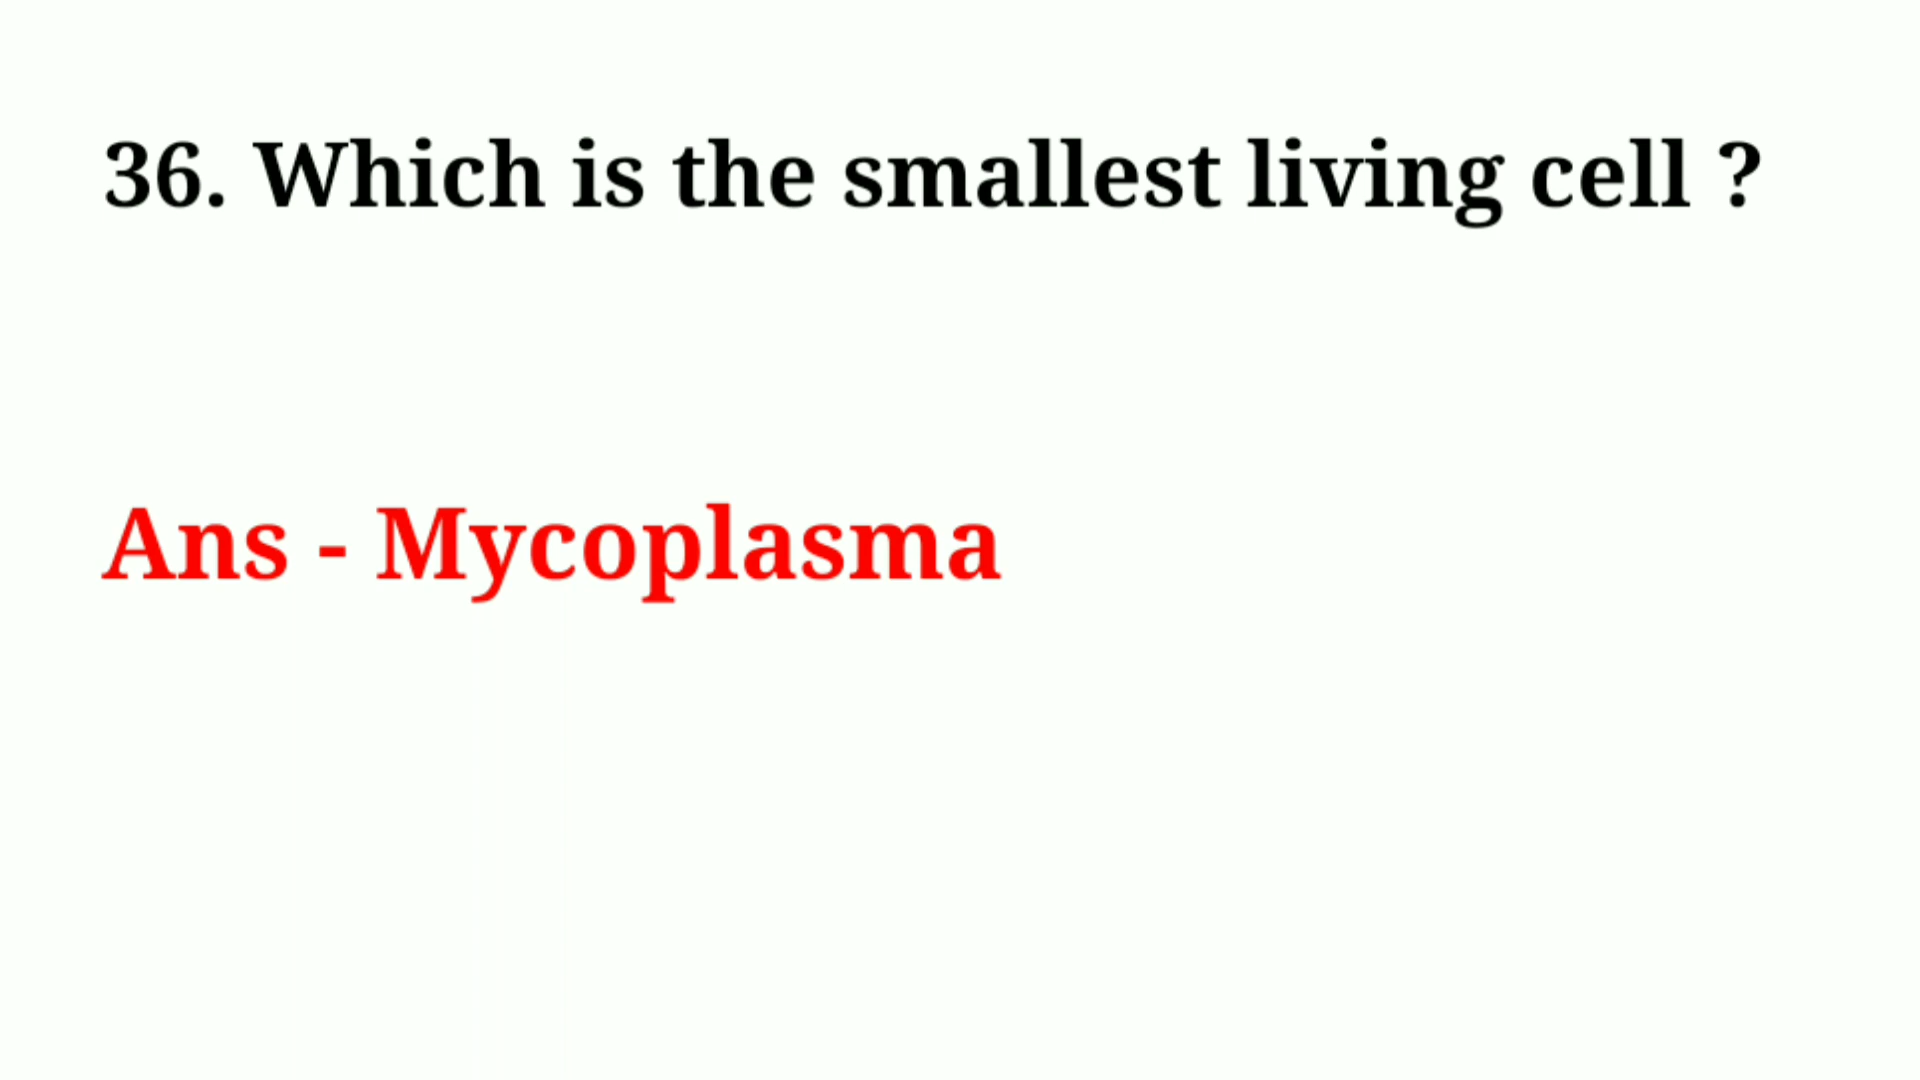 36. Which is the smallest living cell ?
Ans - Mycoplasma